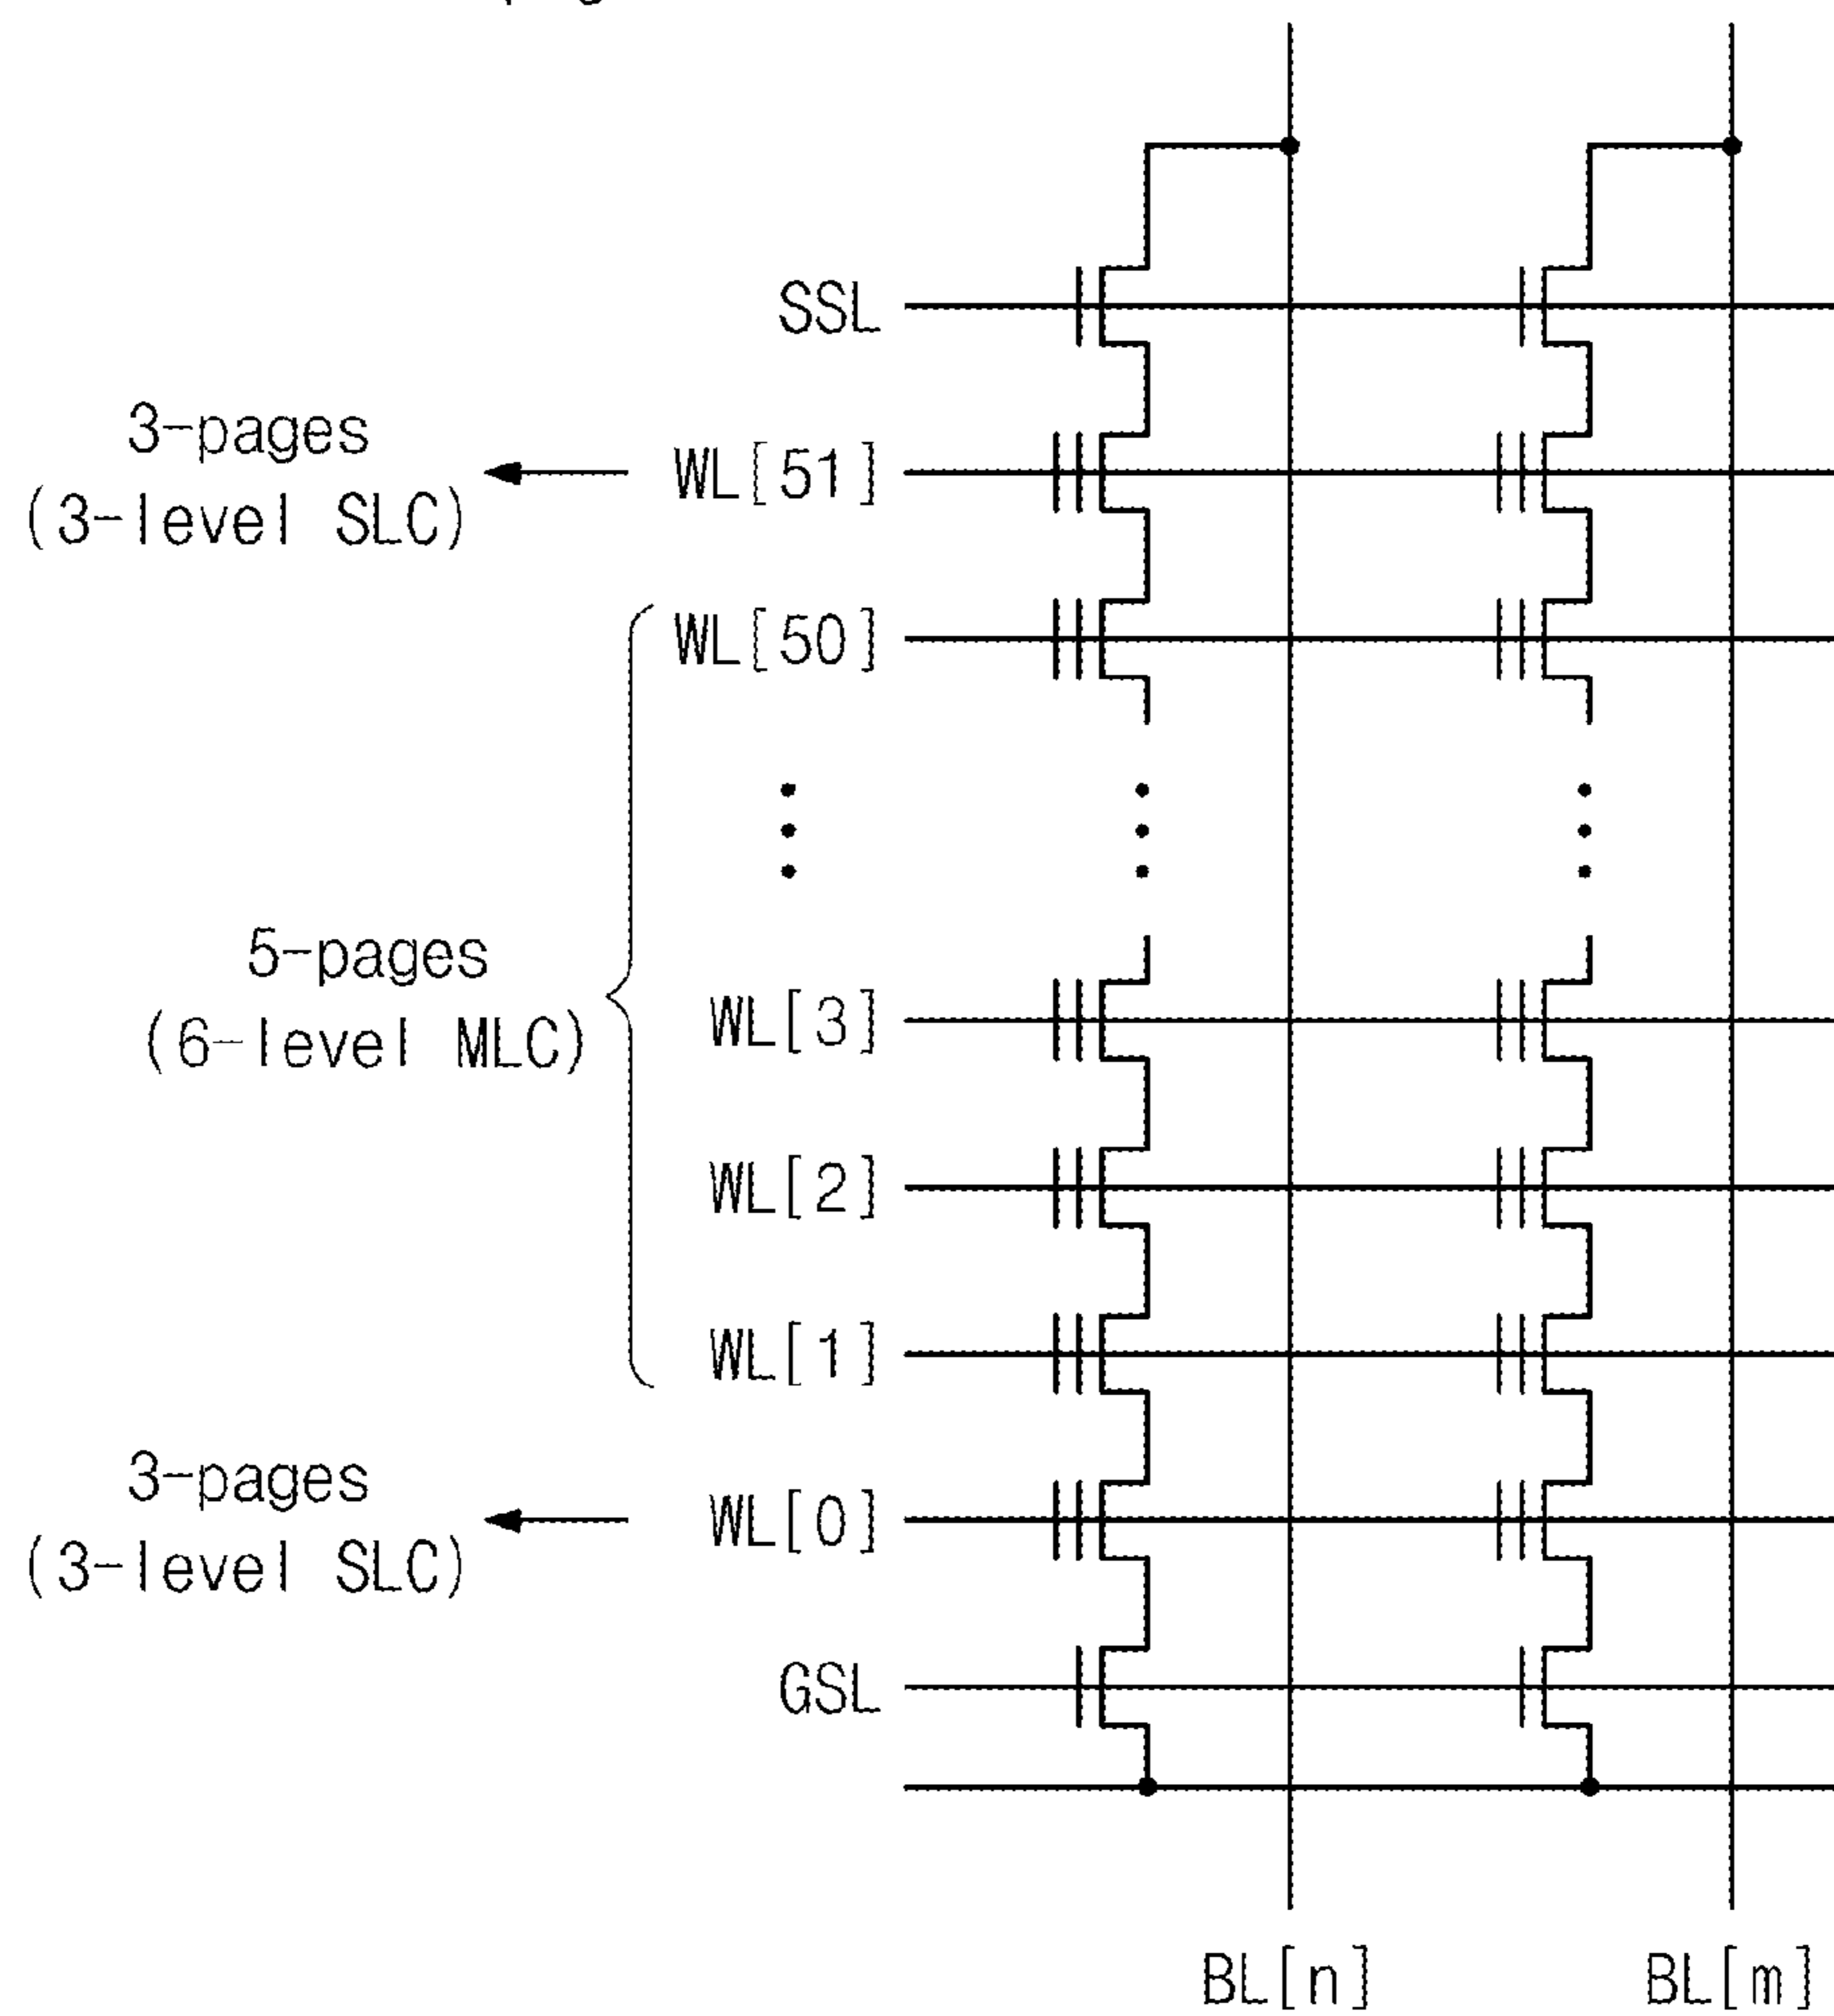 SSL
3-pages
(3-level SLC)
WL[51]
WL[50]
5-pages
(6-level MLC)
WL[3]
WL[2]
WL[1]
3-pages
(3-level SLC)
WL[0]
GSL
BL[n]
BL[m]